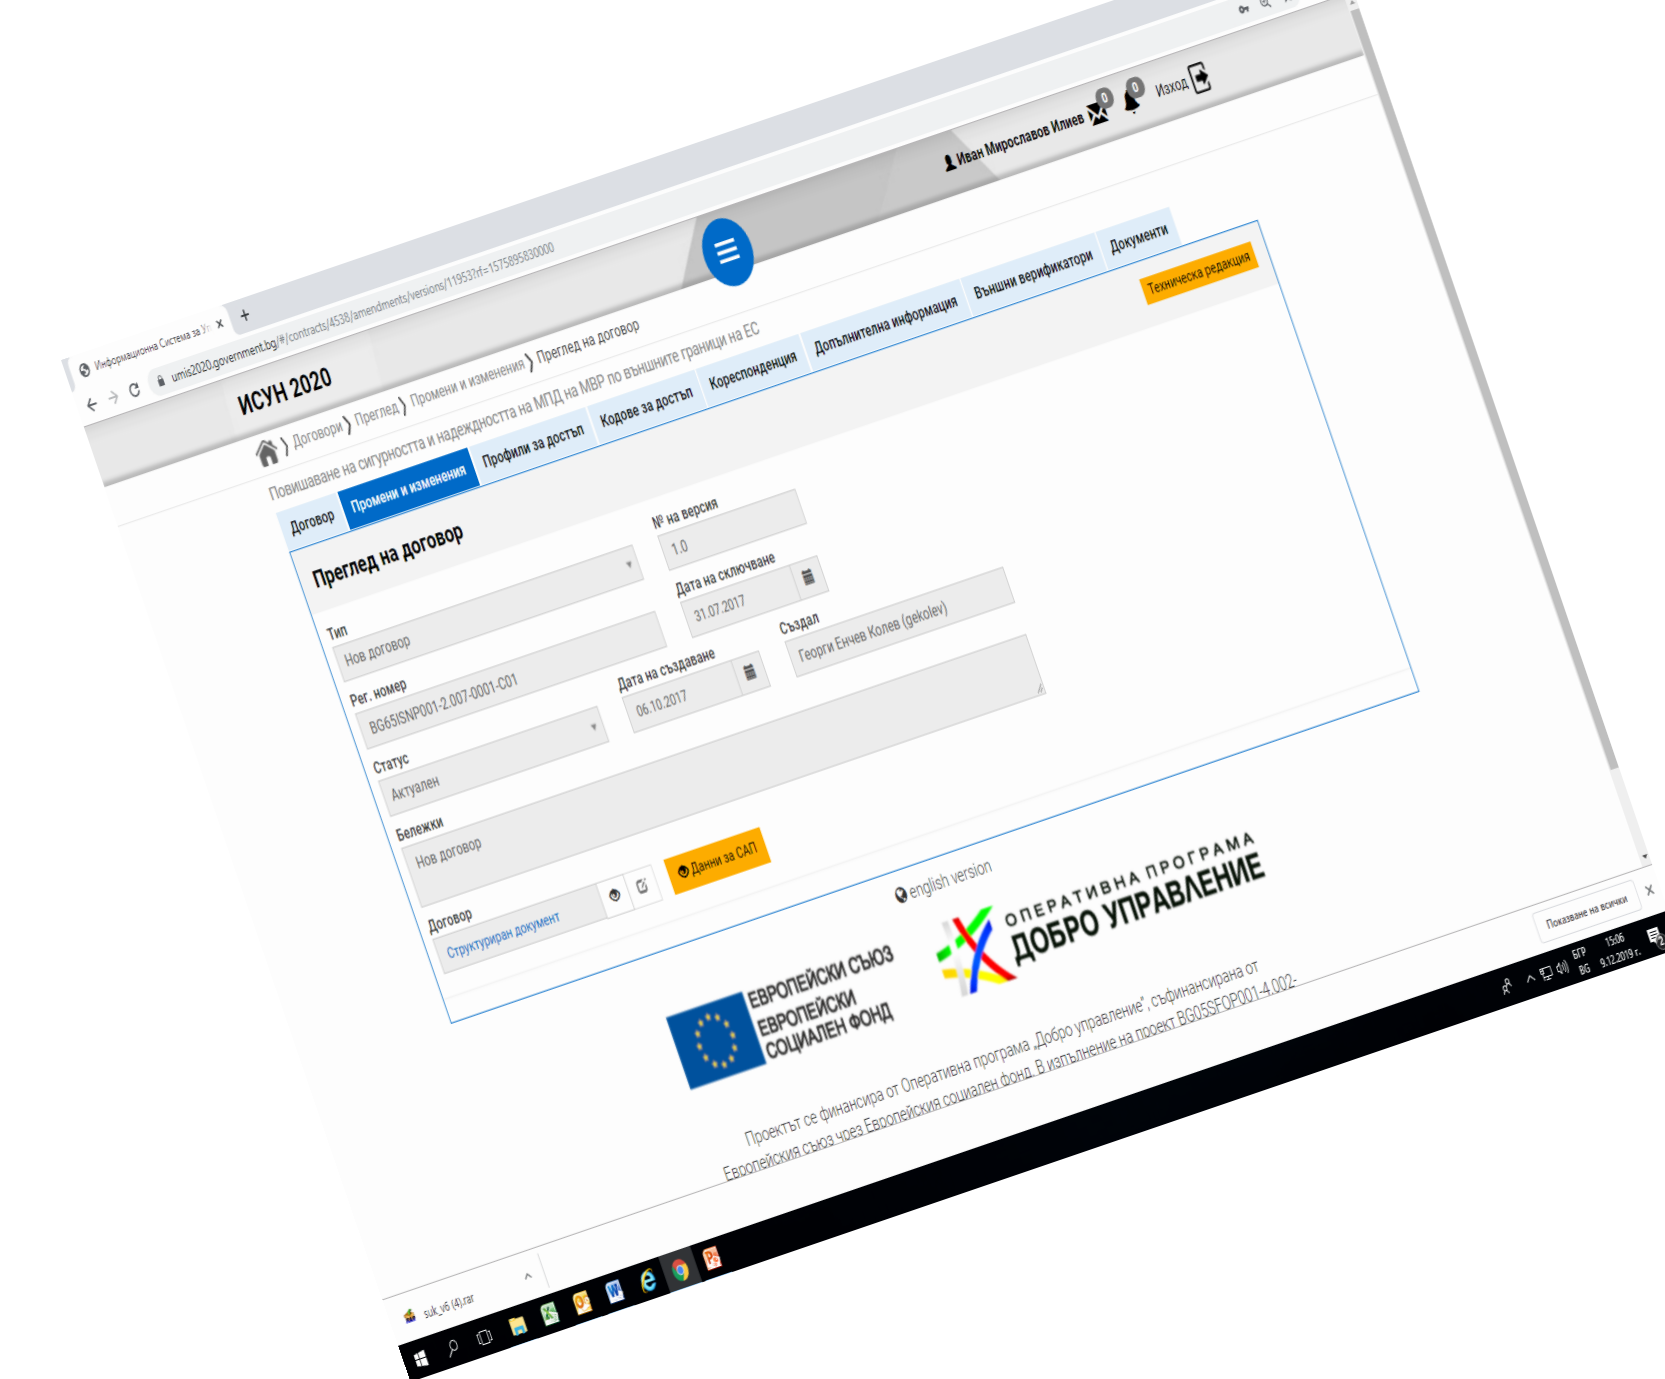 Информационна Система за Уп
umis2020.government.bg/#/contracts/4538/amendments/versions/11953?rf=1575895830000
ИСУН 2020
Иван Мирославов Илиев
0
0
Изход
Договори
Преглед
Промени и изменения
Преглед на договор
Повишаване на сигурността и надеждността на МПД на МВР по външните граници на ЕС
Договор
Промени и изменения
Профили за достъп
Кодове за достъп
Кореспонденция
Допълнителна информация
Външни верификатори
Документи
Преглед на договор
Техническа редакция
Тип
Нов договор
№ на версия
1.0
Рег. номер
BG65ISNP001-2.007-0001-C01
Дата на сключване
31.07.2017
Статус
Актуален
Дата на създаване
06.10.2017
Създал
Георги Енчев Колев (gekolev)
Бележки
Нов договор
Договор
Структуриран документ
Данни за САП
english version
ЕВРОПЕЙСКИ СЪЮЗ
ЕВРОПЕЙСКИ
СОЦИАЛЕН ФОНД
ОПЕРАТИВНА ПРОГРАМА
ДОБРО УПРАВЛЕНИЕ
Проектът се финансира от Оперативна програма „Добро управление", съфинансирана от
Европейския съюз чрез Европейския социален фонд. В изпълнение на проект BG05SFOP001-4.002-
suk_v6 (4).rar
Показване на всички
БГР
BG
15:06
9.12.2019 г.
2